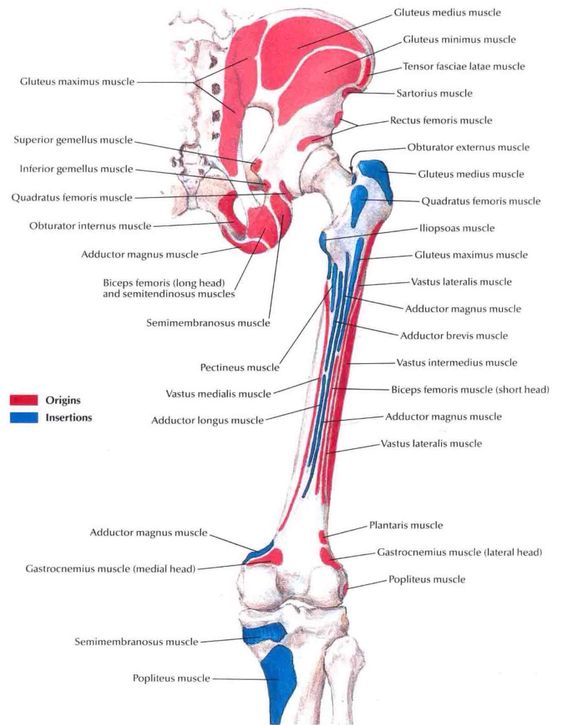 Gluteus medius muscle
Gluteus minimus muscle
Tensor fasciae latae muscle
Sartorius muscle
Rectus femoris muscle
Obturator externus muscle
Gluteus medius muscle
Quadratus femoris muscle
Iliopsoas muscle
Gluteus maximus muscle
Vastus lateralis muscle
Adductor magnus muscle
Adductor brevis muscle
Vastus intermedius muscle
Biceps femoris muscle (short head)
Adductor magnus muscle
Vastus lateralis muscle
Plantaris muscle
Gastrocnemius muscle (lateral head)
Popliteus muscle
Gluteus maximus muscle
Superior gemellus muscle
Inferior gemellus muscle
Quadratus femoris muscle
Obturator internus muscle
Adductor magnus muscle
Biceps femoris (long head)
and semitendinosus muscles
Semimembranosus muscle
Pectineus muscle
Vastus medialis muscle
Adductor longus muscle
Origins
Insertions
Adductor magnus muscle
Gastrocnemius muscle (medial head)
Semimembranosus muscle
Popliteus muscle